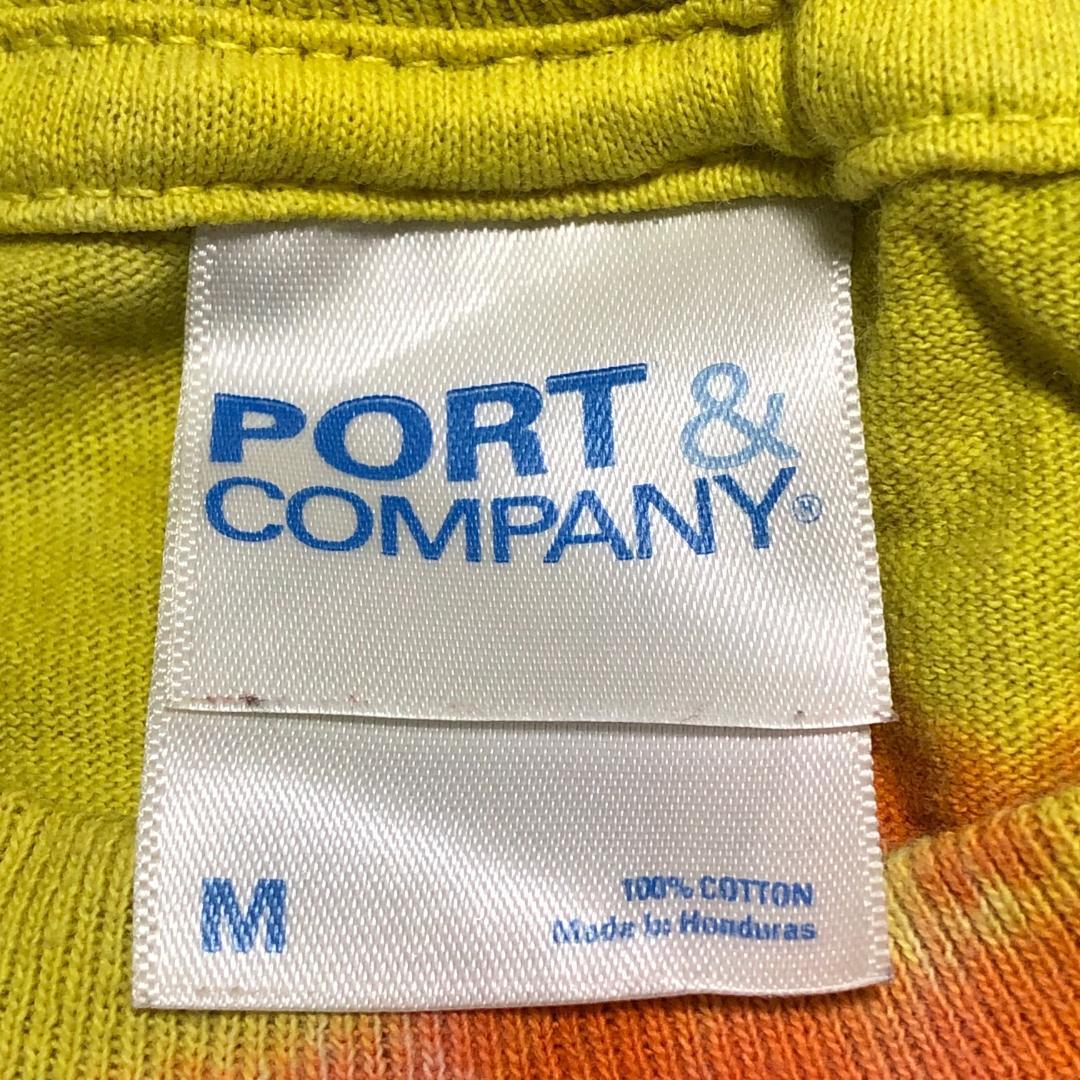 PORT &
COMPANY®
M
100% COTTON
Made In Honduras